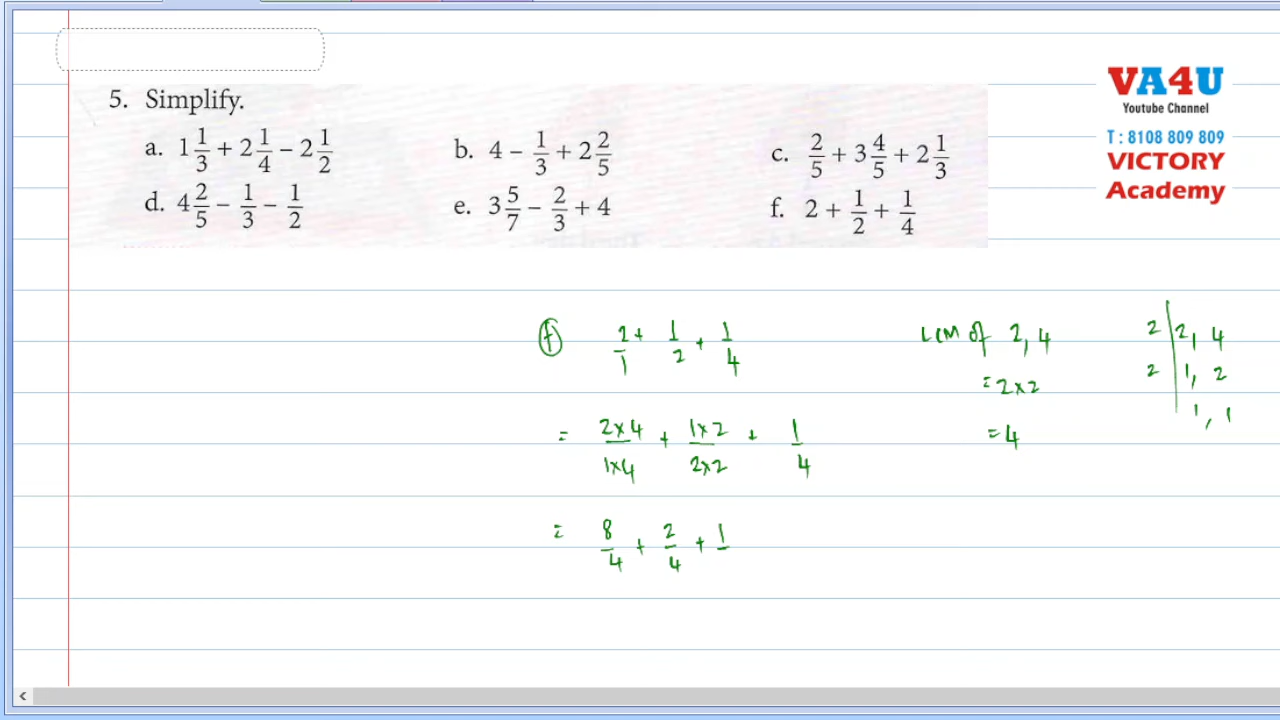 5. Simplify.
a. 1 1/3 + 2 1/4 − 2 1/2 b. 4 − 1/3 + 2 2/5 c. 2/5 + 3 4/5 + 2 1/3
d. 4 2/5 − 1/3 − 1/2 e. 3 5/7 − 2/3 + 4 f. 2 + 1/2 + 1/4
VA4U
Youtube Channel
T : 8108 809 809
VICTORY
Academy
(f) 2/1 + 1/2 + 1/4
= 2×4/1×4 + 1×2/2×2 + 1/4
= 8/4 + 2/4 + 1
LCM of 2, 4
= 2×2
= 4
2 | 2, 4
2 | 1, 2
1, 1